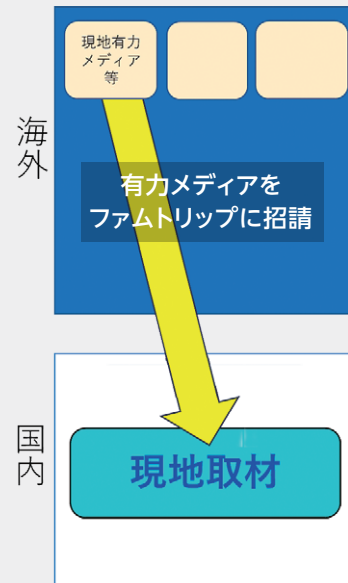 現地有力
メディア
等
海外
有力メディアを
ファムトリップに招請
国内
現地取材